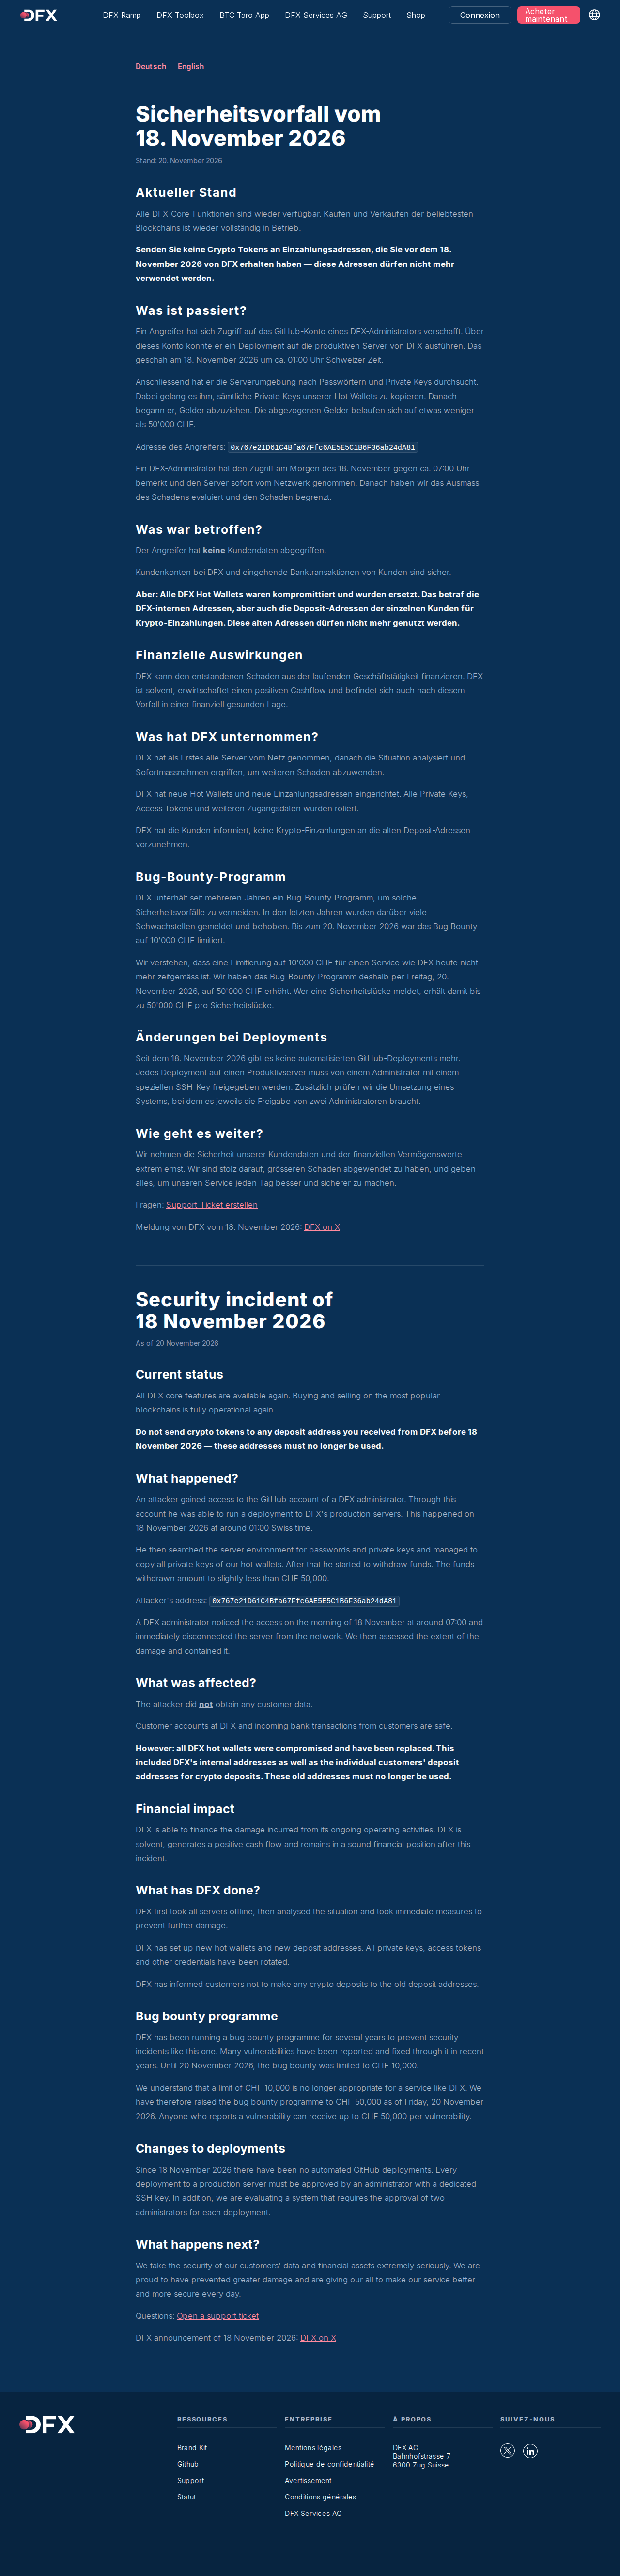 DFX
DFX Ramp
DFX Toolbox
BTC Taro App
DFX Services AG
Support
Shop
Connexion
Acheter
maintenant
Deutsch English
Sicherheitsvorfall vom
18. November 2026
Stand: 20. November 2026
Aktueller Stand
Alle DFX-Core-Funktionen sind wieder verfügbar. Kaufen und Verkaufen der beliebtesten
Blockchains ist wieder vollständig in Betrieb.
Senden Sie keine Crypto Tokens an Einzahlungsadressen, die Sie vor dem 18.
November 2026 von DFX erhalten haben — diese Adressen dürfen nicht mehr
verwendet werden.
Was ist passiert?
Ein Angreifer hat sich Zugriff auf das GitHub-Konto eines DFX-Administrators verschafft. Über
dieses Konto konnte er ein Deployment auf die produktiven Server von DFX ausführen. Das
geschah am 18. November 2026 um ca. 01:00 Uhr Schweizer Zeit.
Anschliessend hat er die Serverumgebung nach Passwörtern und Private Keys durchsucht.
Dabei gelang es ihm, sämtliche Private Keys unserer Hot Wallets zu kopieren. Danach
begann er, Gelder abzuziehen. Die abgezogenen Gelder belaufen sich auf etwas weniger
als 50'000 CHF.
Adresse des Angreifers: 0x767e21D61C4Bfa67Ffc6AE5E5C1B6F36ab24dA81
Ein DFX-Administrator hat den Zugriff am Morgen des 18. November gegen ca. 07:00 Uhr
bemerkt und den Server sofort vom Netzwerk genommen. Danach haben wir das Ausmass
des Schadens evaluiert und den Schaden begrenzt.
Was war betroffen?
Der Angreifer hat keine Kundendaten abgegriffen.
Kundenkonten bei DFX und eingehende Banktransaktionen von Kunden sind sicher.
Aber: Alle DFX Hot Wallets waren kompromittiert und wurden ersetzt. Das betraf die
DFX-internen Adressen, aber auch die Deposit-Adressen der einzelnen Kunden für
Krypto-Einzahlungen. Diese alten Adressen dürfen nicht mehr genutzt werden.
Finanzielle Auswirkungen
DFX kann den entstandenen Schaden aus der laufenden Geschäftstätigkeit finanzieren. DFX
ist solvent, erwirtschaftet einen positiven Cashflow und befindet sich auch nach diesem
Vorfall in einer finanziell gesunden Lage.
Was hat DFX unternommen?
DFX hat als Erstes alle Server vom Netz genommen, danach die Situation analysiert und
Sofortmassnahmen ergriffen, um weiteren Schaden abzuwenden.
DFX hat neue Hot Wallets und neue Einzahlungsadressen eingerichtet. Alle Private Keys,
Access Tokens und weiteren Zugangsdaten wurden rotiert.
DFX hat die Kunden informiert, keine Krypto-Einzahlungen an die alten Deposit-Adressen
vorzunehmen.
Bug-Bounty-Programm
DFX unterhält seit mehreren Jahren ein Bug-Bounty-Programm, um solche
Sicherheitsvorfälle zu vermeiden. In den letzten Jahren wurden darüber viele
Schwachstellen gemeldet und behoben. Bis zum 20. November 2026 war das Bug Bounty
auf 10'000 CHF limitiert.
Wir verstehen, dass eine Limitierung auf 10'000 CHF für einen Service wie DFX heute nicht
mehr zeitgemäss ist. Wir haben das Bug-Bounty-Programm deshalb per Freitag, 20.
November 2026, auf 50'000 CHF erhöht. Wer eine Sicherheitslücke meldet, erhält damit bis
zu 50'000 CHF pro Sicherheitslücke.
Änderungen bei Deployments
Seit dem 18. November 2026 gibt es keine automatisierten GitHub-Deployments mehr.
Jedes Deployment auf einen Produktivserver muss von einem Administrator mit einem
speziellen SSH-Key freigegeben werden. Zusätzlich prüfen wir die Umsetzung eines
Systems, bei dem es jeweils die Freigabe von zwei Administratoren braucht.
Wie geht es weiter?
Wir nehmen die Sicherheit unserer Kundendaten und der finanziellen Vermögenswerte
extrem ernst. Wir sind stolz darauf, grösseren Schaden abgewendet zu haben, und geben
alles, um unseren Service jeden Tag besser und sicherer zu machen.
Fragen: Support-Ticket erstellen
Meldung von DFX vom 18. November 2026: DFX on X
Security incident of
18 November 2026
As of 20 November 2026
Current status
All DFX core features are available again. Buying and selling on the most popular
blockchains is fully operational again.
Do not send crypto tokens to any deposit address you received from DFX before 18
November 2026 — these addresses must no longer be used.
What happened?
An attacker gained access to the GitHub account of a DFX administrator. Through this
account he was able to run a deployment to DFX's production servers. This happened on
18 November 2026 at around 01:00 Swiss time.
He then searched the server environment for passwords and private keys and managed to
copy all private keys of our hot wallets. After that he started to withdraw funds. The funds
withdrawn amount to slightly less than CHF 50,000.
Attacker's address: 0x767e21D61C4Bfa67Ffc6AE5E5C1B6F36ab24dA81
A DFX administrator noticed the access on the morning of 18 November at around 07:00 and
immediately disconnected the server from the network. We then assessed the extent of the
damage and contained it.
What was affected?
The attacker did not obtain any customer data.
Customer accounts at DFX and incoming bank transactions from customers are safe.
However: all DFX hot wallets were compromised and have been replaced. This
included DFX's internal addresses as well as the individual customers' deposit
addresses for crypto deposits. These old addresses must no longer be used.
Financial impact
DFX is able to finance the damage incurred from its ongoing operating activities. DFX is
solvent, generates a positive cash flow and remains in a sound financial position after this
incident.
What has DFX done?
DFX first took all servers offline, then analysed the situation and took immediate measures to
prevent further damage.
DFX has set up new hot wallets and new deposit addresses. All private keys, access tokens
and other credentials have been rotated.
DFX has informed customers not to make any crypto deposits to the old deposit addresses.
Bug bounty programme
DFX has been running a bug bounty programme for several years to prevent security
incidents like this one. Many vulnerabilities have been reported and fixed through it in recent
years. Until 20 November 2026, the bug bounty was limited to CHF 10,000.
We understand that a limit of CHF 10,000 is no longer appropriate for a service like DFX. We
have therefore raised the bug bounty programme to CHF 50,000 as of Friday, 20 November
2026. Anyone who reports a vulnerability can receive up to CHF 50,000 per vulnerability.
Changes to deployments
Since 18 November 2026 there have been no automated GitHub deployments. Every
deployment to a production server must be approved by an administrator with a dedicated
SSH key. In addition, we are evaluating a system that requires the approval of two
administrators for each deployment.
What happens next?
We take the security of our customers' data and financial assets extremely seriously. We are
proud to have prevented greater damage and are giving our all to make our service better
and more secure every day.
Questions: Open a support ticket
DFX announcement of 18 November 2026: DFX on X
DFX
RESSOURCES
Brand Kit
Github
Support
Statut
ENTREPRISE
Mentions légales
Politique de confidentialité
Avertissement
Conditions générales
DFX Services AG
À PROPOS
DFX AG
Bahnhofstrasse 7
6300 Zug Suisse
SUIVEZ-NOUS